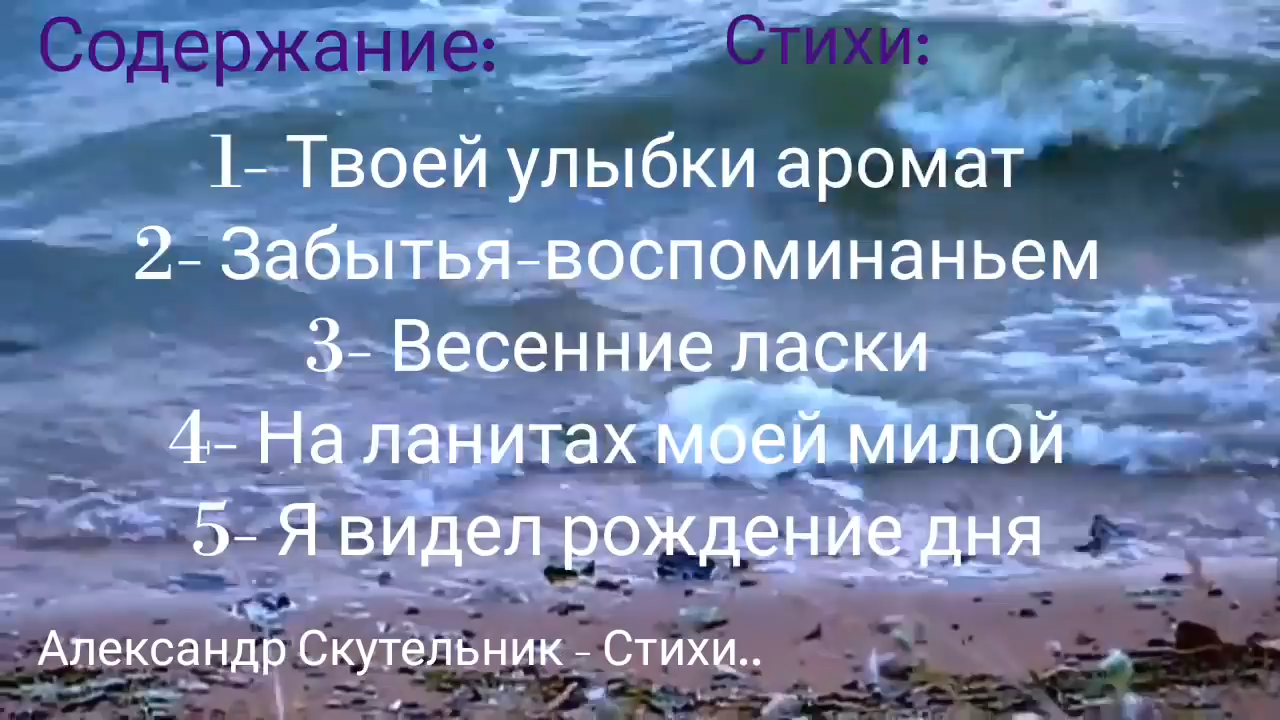 Содержание: Стихи:
1- Твоей улыбки аромат
2- Забытья-воспоминаньем
3- Весенние ласки
4- На ланитах моей милой
5- Я видел рождение дня
Александр Скутельник - Стихи..